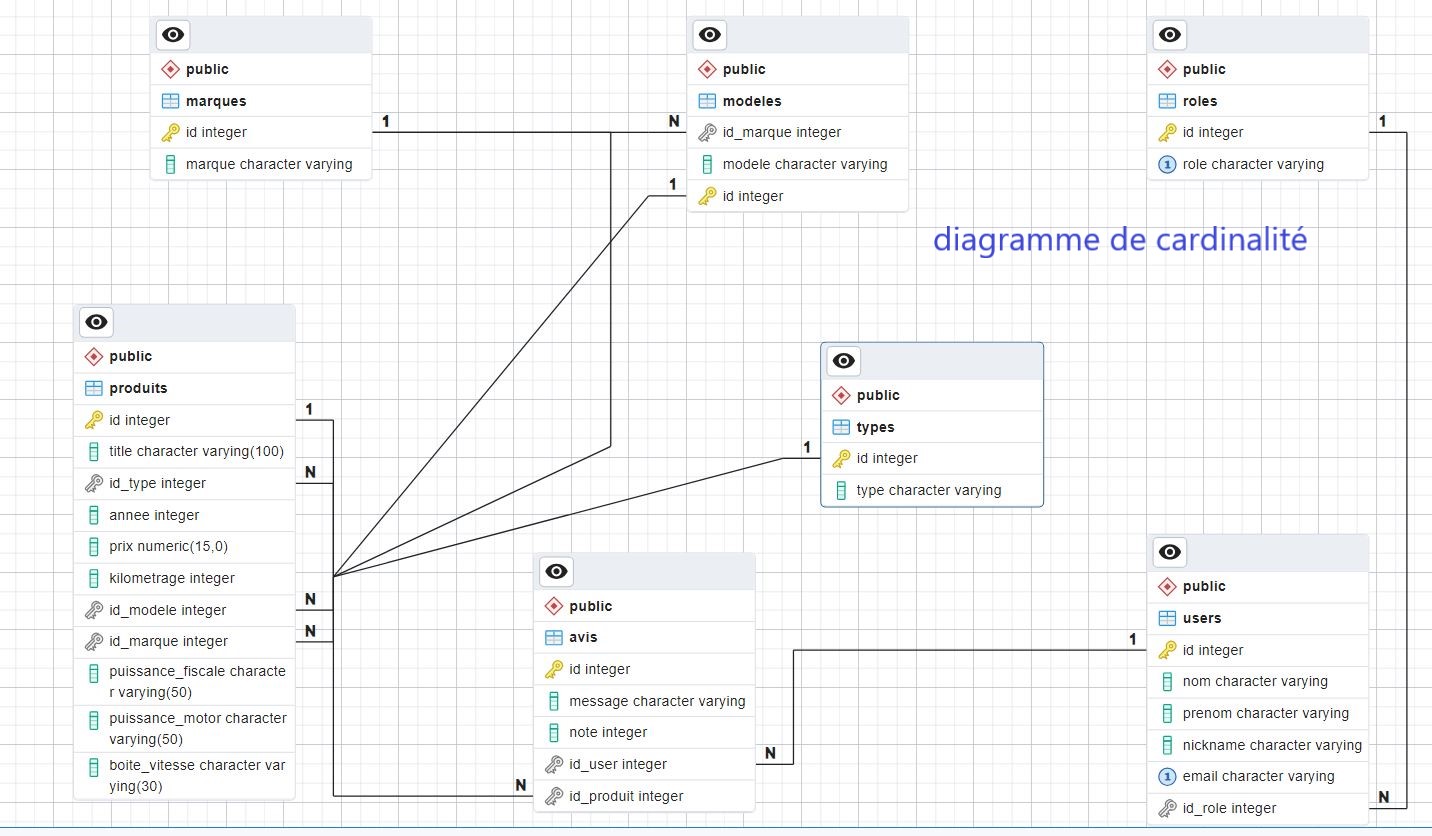 public
marques
id integer
marque character varying
1
N
public
modeles
id_marque integer
modele character varying
id integer
1
public
roles
id integer
role character varying
1
diagramme de cardinalité
public
produits
id integer
title character varying(100)
id_type integer
annee integer
prix numeric(15,0)
kilometrage integer
id_modele integer
id_marque integer
puissance_fiscale characte
r varying(50)
puissance_motor character
varying(50)
boite_vitesse character var
ying(30)
1
N
N
N
public
types
id integer
type character varying
1
public
avis
id integer
message character varying
note integer
id_user integer
id_produit integer
N
N
public
users
id integer
nom character varying
prenom character varying
nickname character varying
1
email character varying
id_role integer
1
N